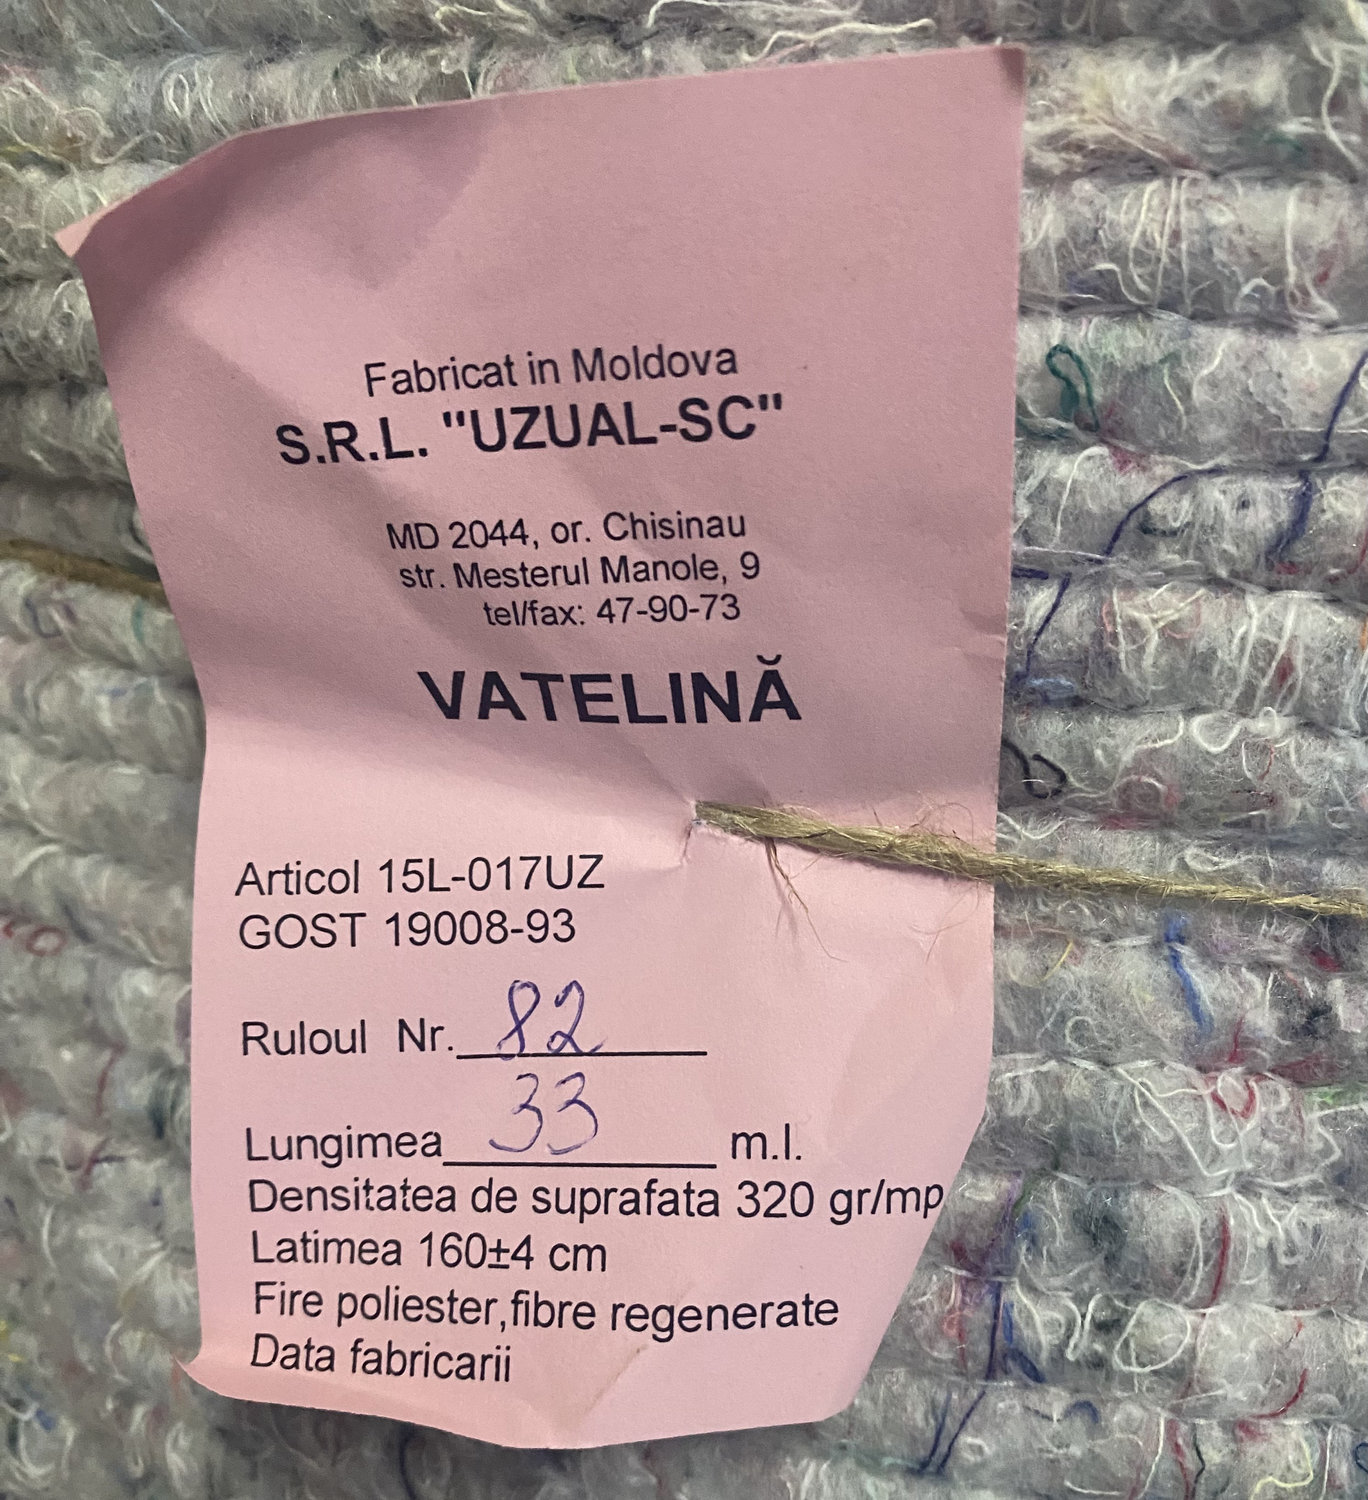 Fabricat in Moldova
S.R.L. "UZUAL-SC"
MD 2044, or. Chisinau
str. Mesterul Manole, 9
tel/fax: 47-90-73
VATELINĂ
Articol 15L-017UZ
GOST 19008-93
Ruloul Nr. 82
Lungimea 33 m.l.
Densitatea de suprafata 320 gr/mp
Latimea 160±4 cm
Fire poliester,fibre regenerate
Data fabricarii